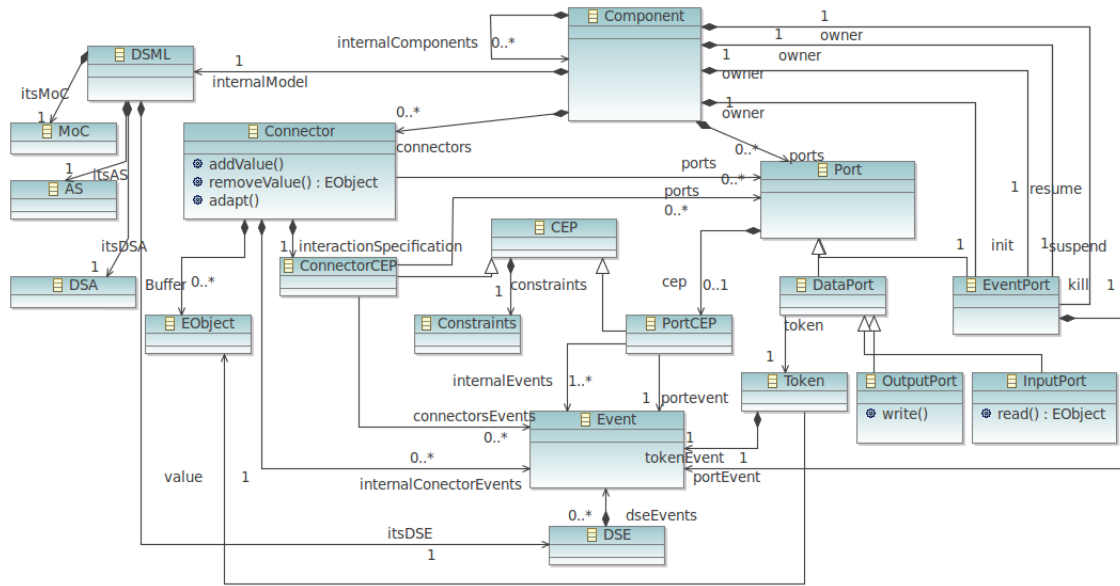 Component
1
owner
1
owner
1
owner
1
owner
internalComponents
0..*
DSML
1
internalModel
itsMoC
1
MoC
1
itsAS
AS
itsDSA
1
DSA
0..*
connectors
Connector
addValue()
removeValue() : EObject
adapt()
0..*
ports
Port
ports
0..*
ports
0..*
1
resume
1
init
1
suspend
kill
1
1
interactionSpecification
ConnectorCEP
CEP
Buffer
0..*
EObject
1
constraints
Constraints
cep
0..1
PortCEP
DataPort
EventPort
token
1
Token
OutputPort
write()
InputPort
read() : EObject
internalEvents
1..*
1
portevent
connectorsEvents
0..*
Event
1
tokenEvent
1
portEvent
0..*
internalConectorEvents
value
1
0..*
dseEvents
DSE
itsDSE
1